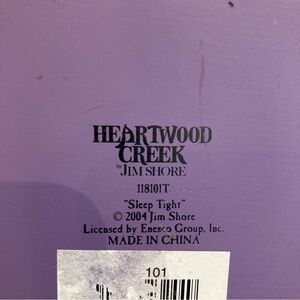 HEARTWOOD
CREEK
by JIM SHORE
118101T
"Sleep Tight"
© 2004 Jim Shore
Licensed by Enesco Group, Inc.
MADE IN CHINA
101